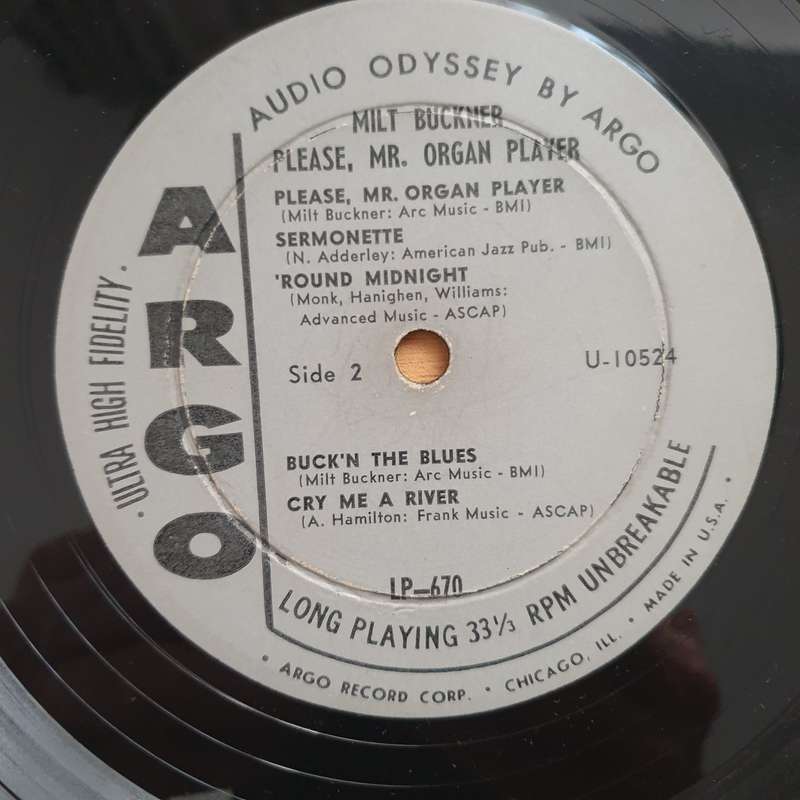 AUDIO ODYSSEY BY ARGO
MILT BUCKNER
PLEASE, MR. ORGAN PLAYER
PLEASE, MR. ORGAN PLAYER
(Milt Buckner: Arc Music - BMI)
SERMONETTE
(N. Adderley: American Jazz Pub. - BMI)
'ROUND MIDNIGHT
(Monk, Hanighen, Williams:
Advanced Music - ASCAP)
Side 2
U-10524
BUCK'N THE BLUES
(Milt Buckner: Arc Music - BMI)
CRY ME A RIVER
(A. Hamilton: Frank Music - ASCAP)
LP-670
ARGO
· ULTRA HIGH FIDELITY ·
LONG PLAYING 33⅓ RPM UNBREAKABLE
· ARGO RECORD CORP. · CHICAGO, ILL. · MADE IN U.S.A. ·